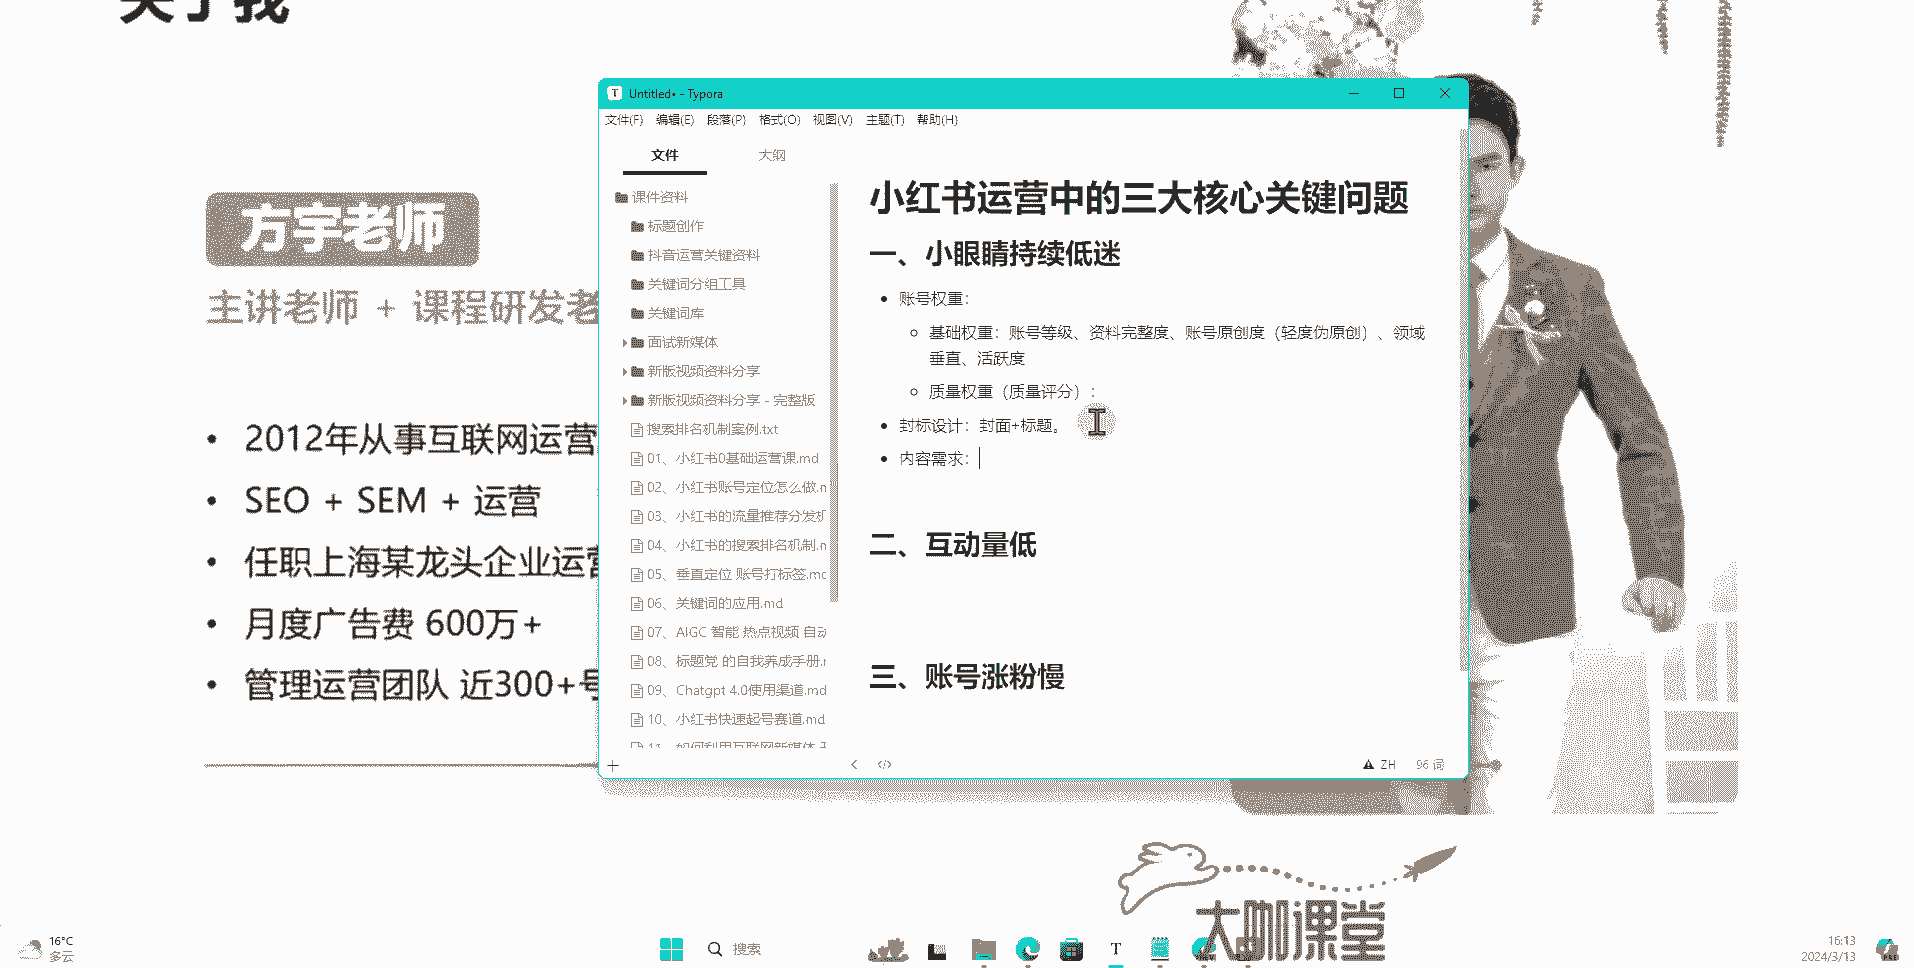 关于我
方宇老师
主讲老师 + 课程研发老
2012年从事互联网运营
SEO + SEM + 运营
任职上海某龙头企业运营
月度广告费 600万+
管理运营团队 近300+号
Untitled• - Typora
文件(F) 编辑(E) 段落(P) 格式(O) 视图(V) 主题(T) 帮助(H)
文件 大纲
课件资料
标题创作
抖音运营关键资料
关键词分组工具
关键词库
面试新媒体
新版视频资料分享
新版视频资料分享 - 完整版
搜索排名机制案例.txt
01、小红书0基础运营课.md
02、小红书账号定位怎么做.m
03、小红书的流量推荐分发机
04、小红书的搜索排名机制.m
05、垂直定位 账号打标签.md
06、关键词的应用.md
07、AIGC 智能 热点视频 自动
08、标题党 的自我养成手册.m
09、Chatgpt 4.0使用渠道.md
10、小红书快速起号赛道.md
11、如何利用互联网新媒体
小红书运营中的三大核心关键问题
一、小眼睛持续低迷
账号权重：
基础权重：账号等级、资料完整度、账号原创度（轻度伪原创）、领域
垂直、活跃度
质量权重（质量评分）：
封标设计：封面+标题。
内容需求：
二、互动量低
三、账号涨粉慢
ZH 96 词
大咖课堂
16°C
多云
搜索
16:13
2024/3/13